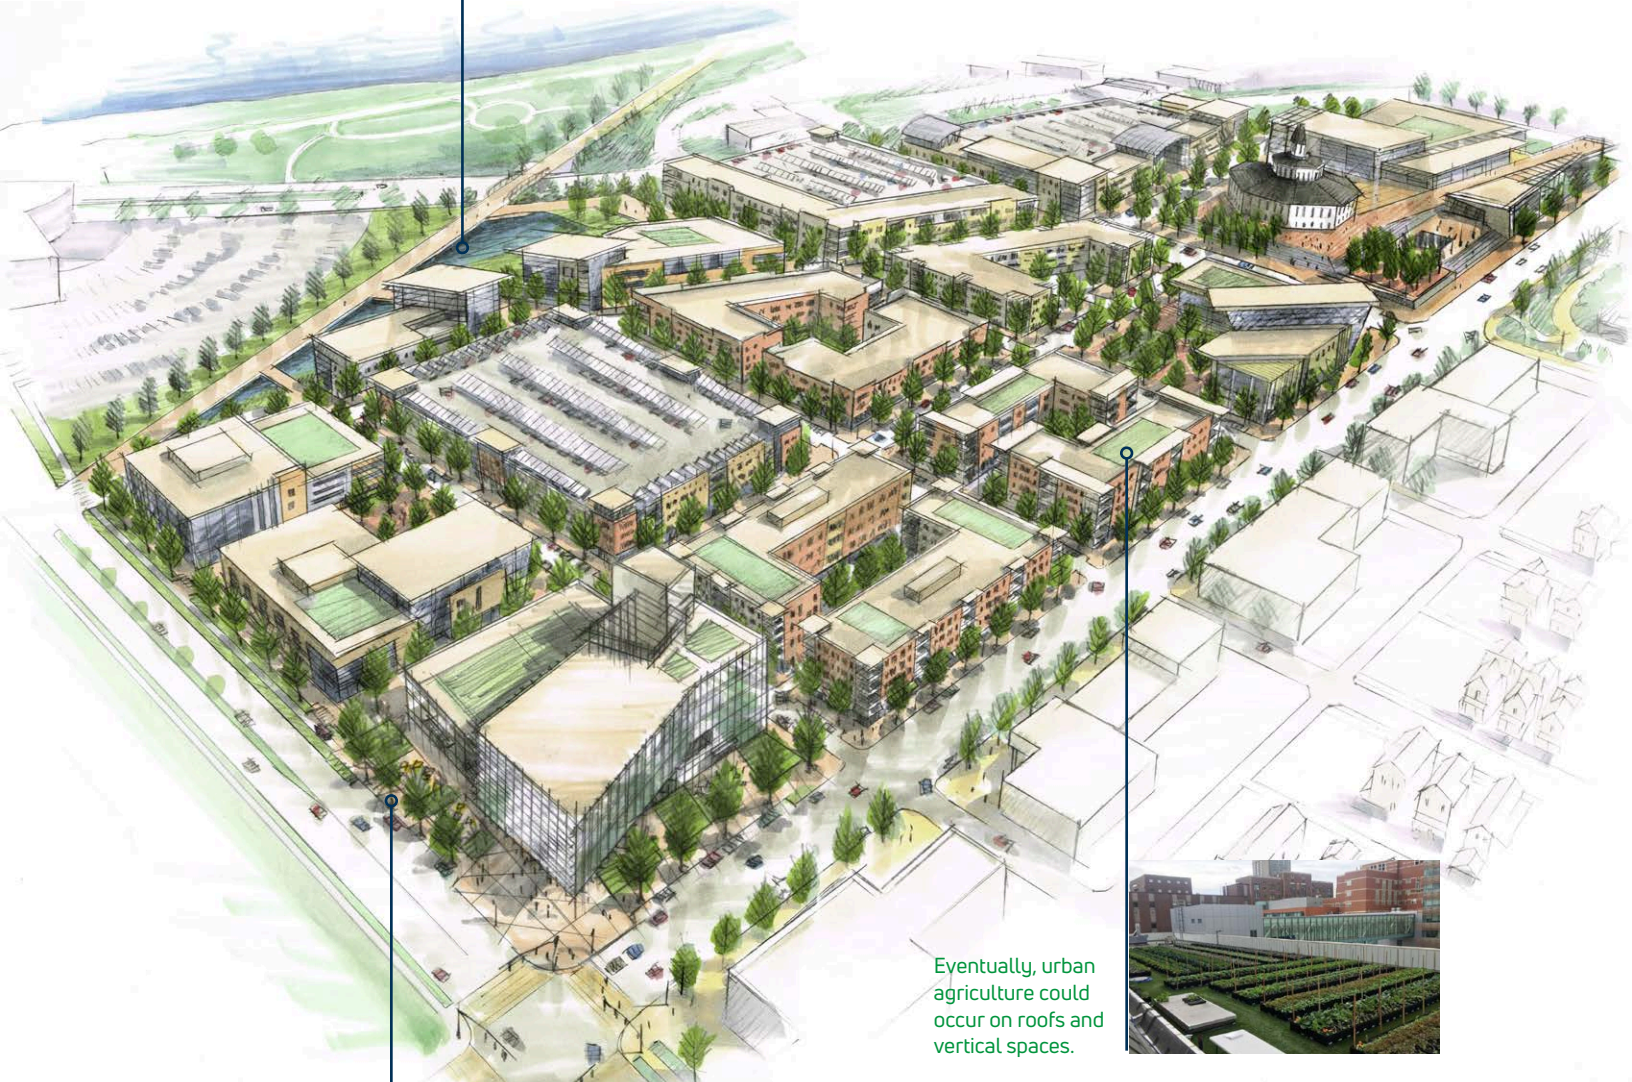 Eventually, urban
agriculture could
occur on roofs and
vertical spaces.